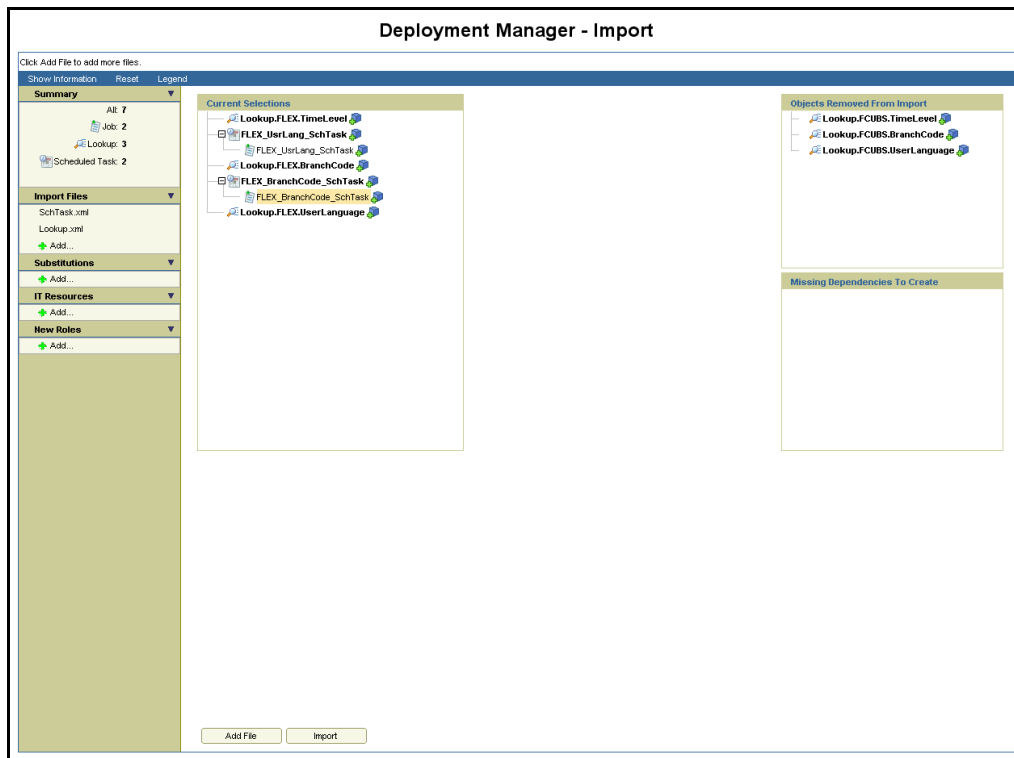 Deployment Manager - Import
Click Add File to add more files.
Show Information Reset Legend
Summary
All: 7
Job: 2
Lookup: 3
Scheduled Task: 2
Import Files
SchTask.xml
Lookup.xml
Add...
Substitutions
Add...
IT Resources
Add...
New Roles
Add...
Current Selections
Lookup.FLEX.TimeLevel
FLEX_UsrLang_SchTask
FLEX_UsrLang_SchTask
Lookup.FLEX.BranchCode
FLEX_BranchCode_SchTask
FLEX_BranchCode_SchTask
Lookup.FLEX.UserLanguage
Objects Removed From Import
Lookup.FCUBS.TimeLevel
Lookup.FCUBS.BranchCode
Lookup.FCUBS.UserLanguage
Missing Dependencies To Create
Add File
Import